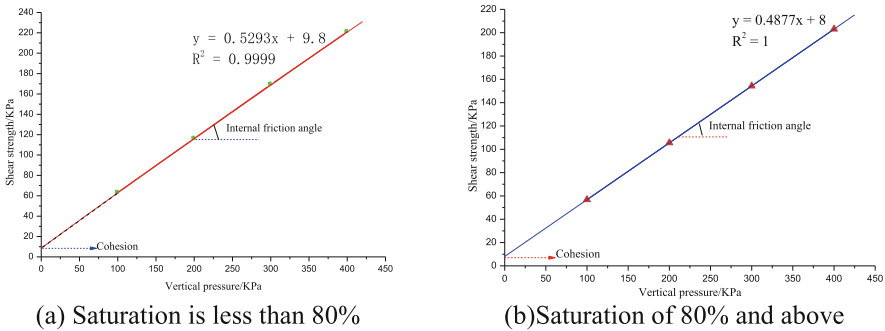 y = 0.5293x + 9.8
R² = 0.9999
Internal friction angle
Cohesion
Shear strength/KPa
240
220
200
180
160
140
120
100
80
60
40
20
0
0 50 100 150 200 250 300 350 400 450
Vertical pressure/KPa
(a) Saturation is less than 80%
y = 0.4877x + 8
R² = 1
Internal friction angle
Cohesion
Shear strength/KPa
220
200
180
160
140
120
100
80
60
40
20
0
0 50 100 150 200 250 300 350 400 450
Vertical pressure/KPa
(b)Saturation of 80% and above